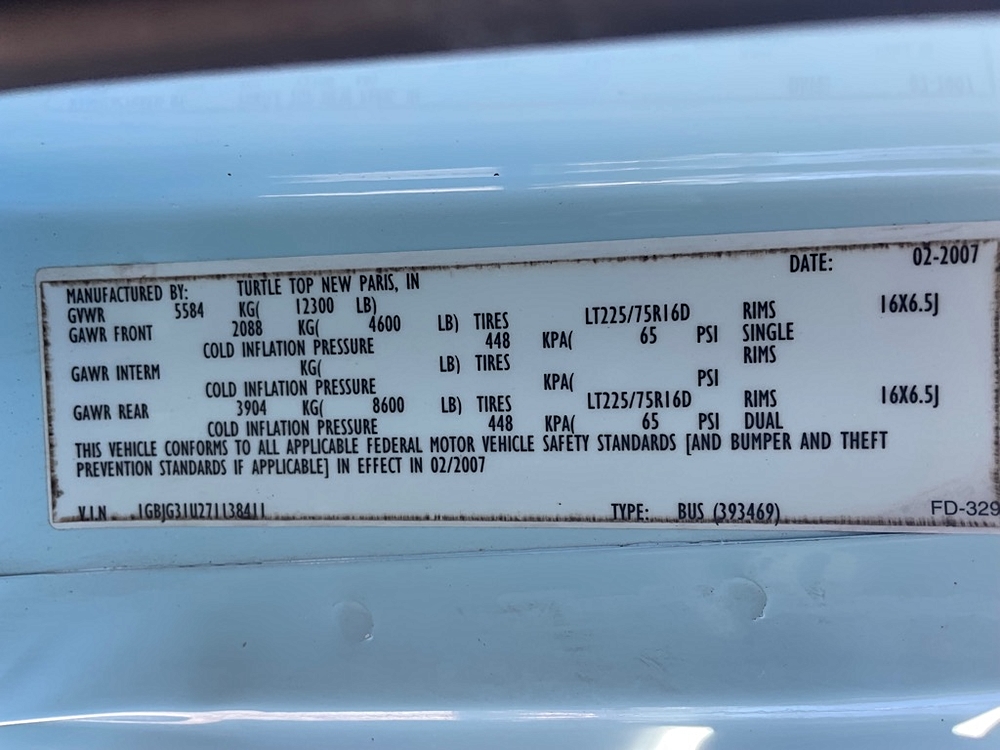 DATE: 02-2007
MANUFACTURED BY: TURTLE TOP NEW PARIS, IN
GVWR 5584 KG( 12300 LB)
GAWR FRONT 2088 KG( 4600 LB) TIRES LT225/75R16D RIMS 16X6.5J
COLD INFLATION PRESSURE 448 KPA( 65 PSI SINGLE
GAWR INTERM KG( LB) TIRES RIMS
COLD INFLATION PRESSURE KPA( PSI
GAWR REAR 3904 KG( 8600 LB) TIRES LT225/75R16D RIMS 16X6.5J
COLD INFLATION PRESSURE 448 KPA( 65 PSI DUAL
THIS VEHICLE CONFORMS TO ALL APPLICABLE FEDERAL MOTOR VEHICLE SAFETY STANDARDS [AND BUMPER AND THEFT
PREVENTION STANDARDS IF APPLICABLE] IN EFFECT IN 02/2007
V.I.N 1GBJG31U271138411 TYPE: BUS (393469) FD-329